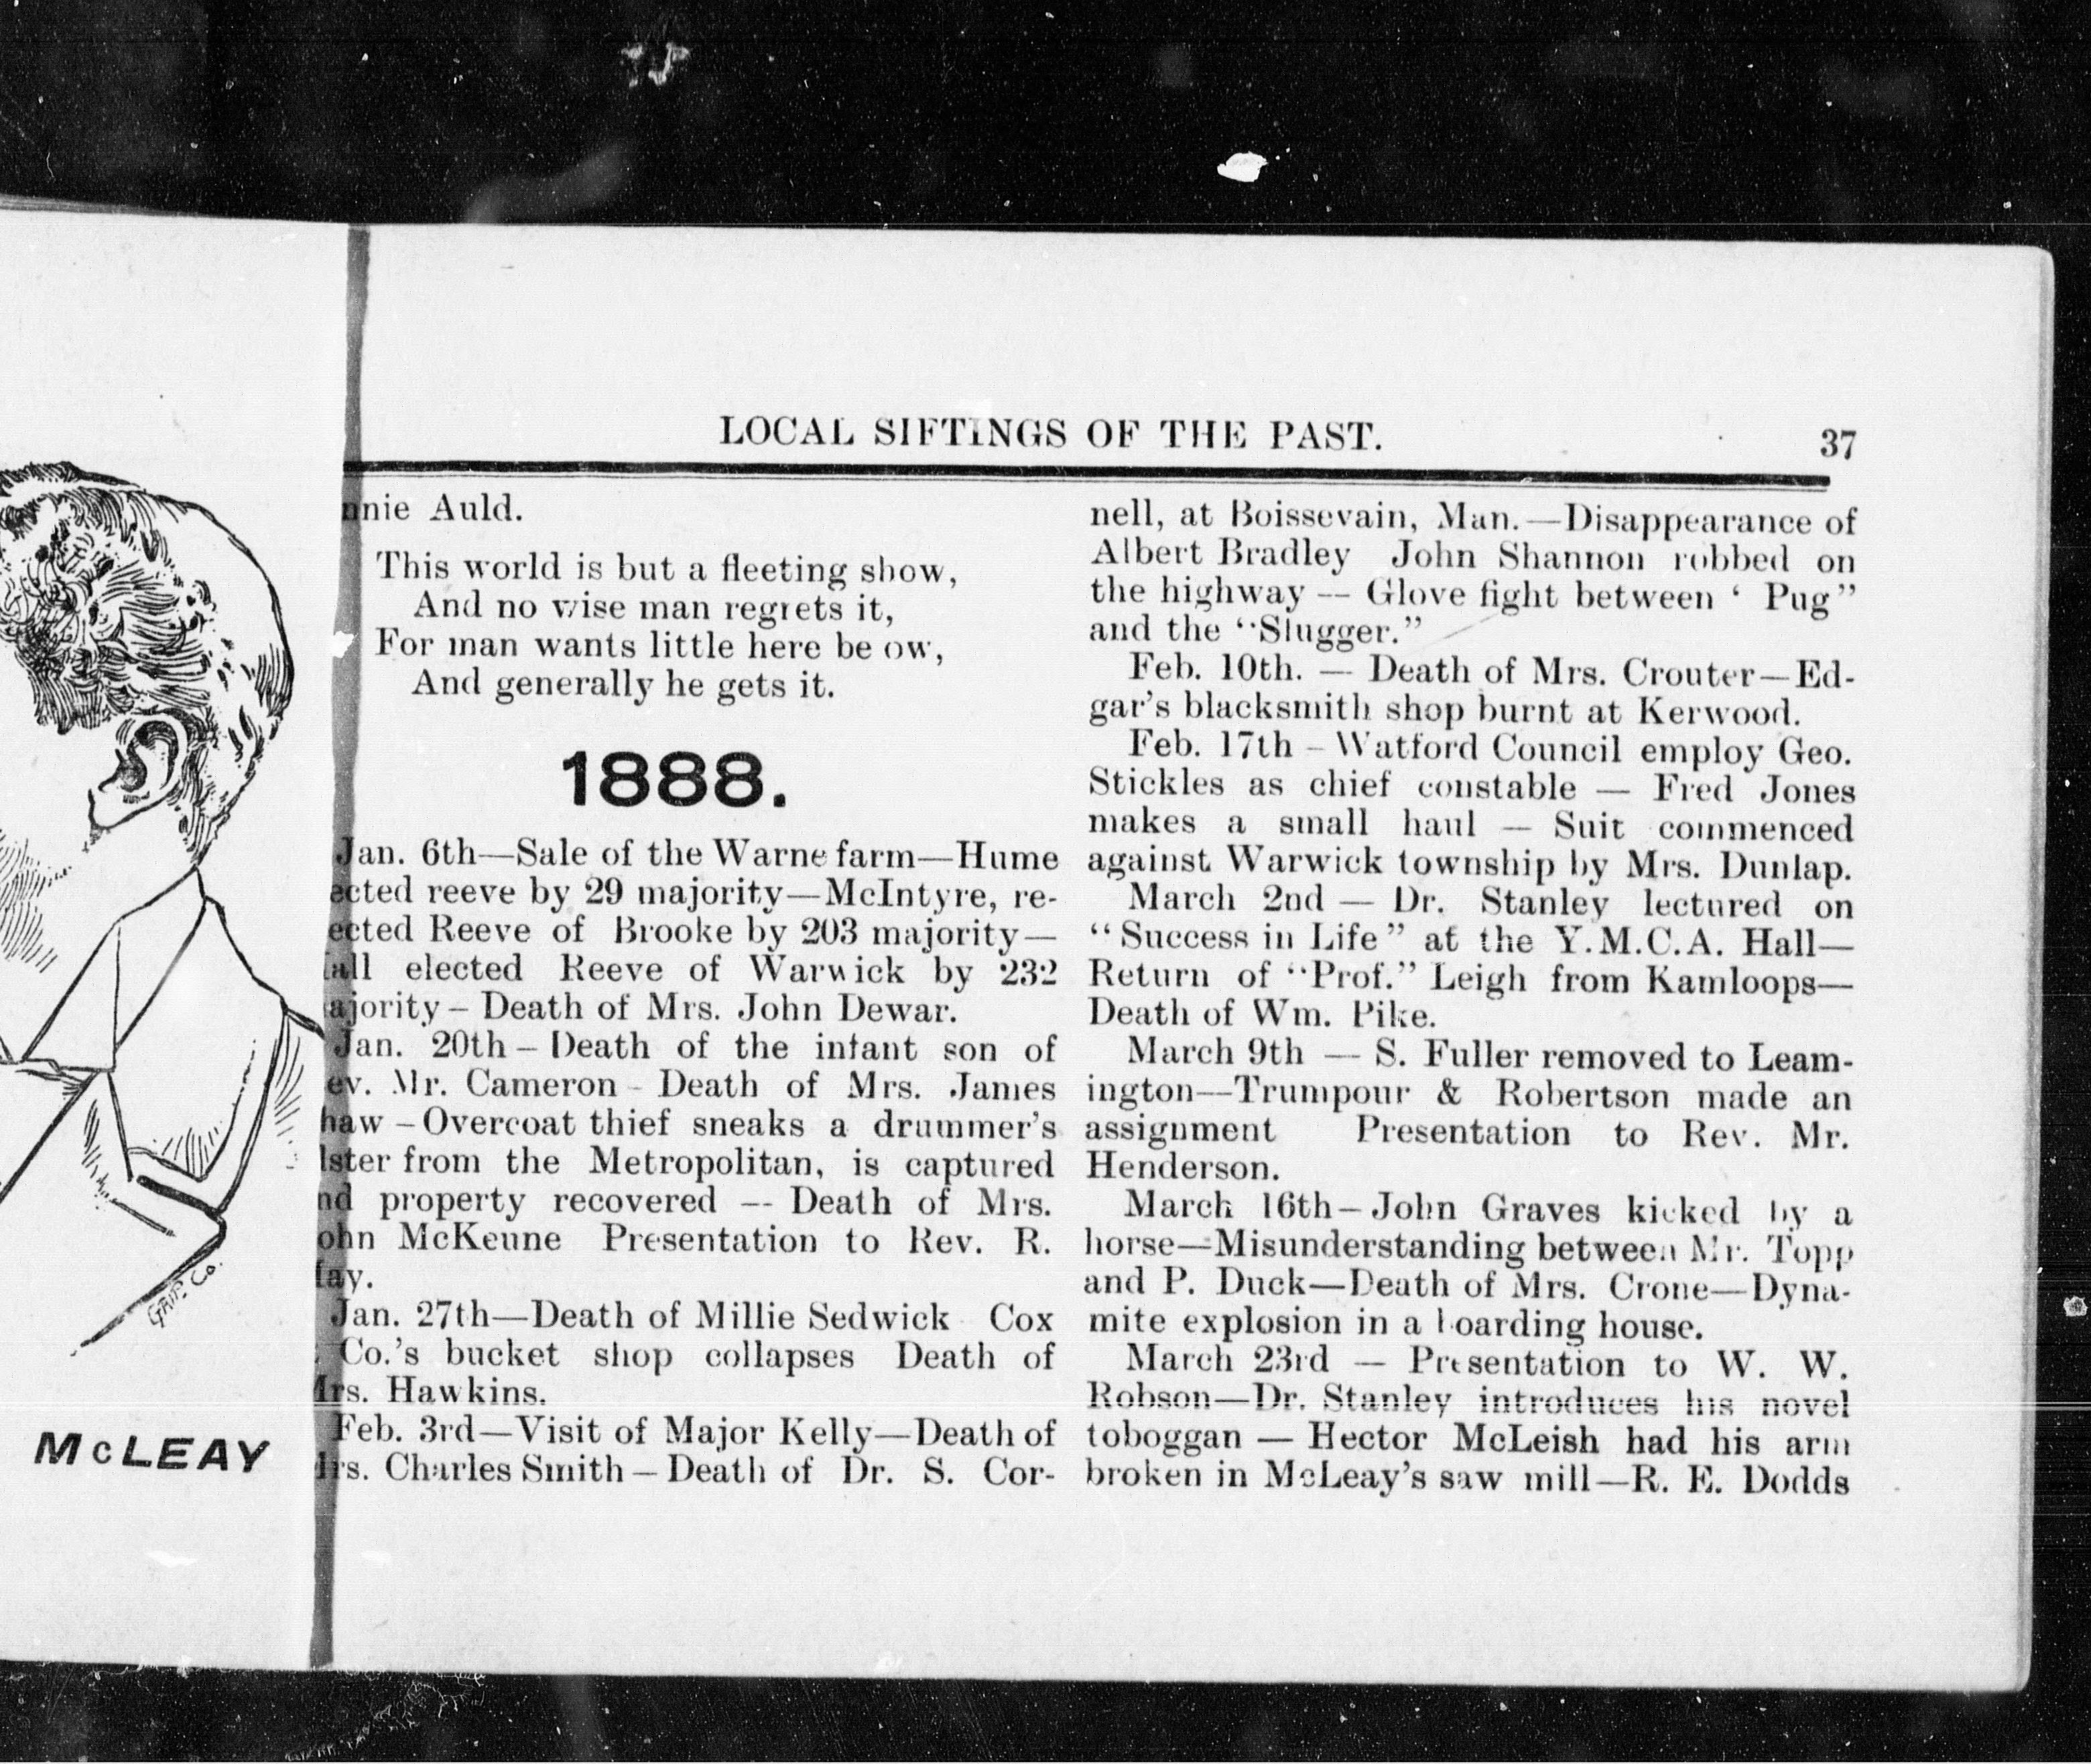 GRIP. Co.
McLEAY
LOCAL SIFTINGS OF THE PAST. 37
nnie Auld.
This world is but a fleeting show,
And no wise man regrets it,
For man wants little here be ow,
And generally he gets it.
1888.
Jan. 6th—Sale of the Warne farm—Hume
ected reeve by 29 majority—McIntyre, re-
ected Reeve of Brooke by 203 majority—
all elected Reeve of Warwick by 232
ajority – Death of Mrs. John Dewar.
Jan. 20th – Death of the infant son of
ev. Mr. Cameron - Death of Mrs. James
haw – Overcoat thief sneaks a drummer's
lster from the Metropolitan, is captured
nd property recovered -- Death of Mrs.
ohn McKenne Presentation to Rev. R.
ay.
Jan. 27th—Death of Millie Sedwick Cox
Co.'s bucket shop collapses Death of
Mrs. Hawkins.
Feb. 3rd—Visit of Major Kelly—Death of
Mrs. Charles Smith – Death of Dr. S. Cor-
nell, at Boissevain, Man.—Disappearance of
Albert Bradley John Shannon robbed on
the highway -- Glove fight between ‘ Pug”
and the “Slugger.”
Feb. 10th. — Death of Mrs. Crouter—Ed-
gar's blacksmith shop burnt at Kerwood.
Feb. 17th – Watford Council employ Geo.
Stickles as chief constable — Fred Jones
makes a small haul — Suit commenced
against Warwick township by Mrs. Dunlap.
March 2nd — Dr. Stanley lectured on
“Success in Life” at the Y.M.C.A. Hall—
Return of “Prof.” Leigh from Kamloops—
Death of Wm. Pike.
March 9th — S. Fuller removed to Leam-
ington—Trumpour & Robertson made an
assignment Presentation to Rev. Mr.
Henderson.
March 16th – John Graves kicked by a
horse—Misunderstanding between Mr. Topp
and P. Duck—Death of Mrs. Crone—Dyna-
mite explosion in a boarding house.
March 23rd — Presentation to W. W.
Robson—Dr. Stanley introduces his novel
toboggan — Hector McLeish had his arm
broken in McLeay's saw mill—R. E. Dodds